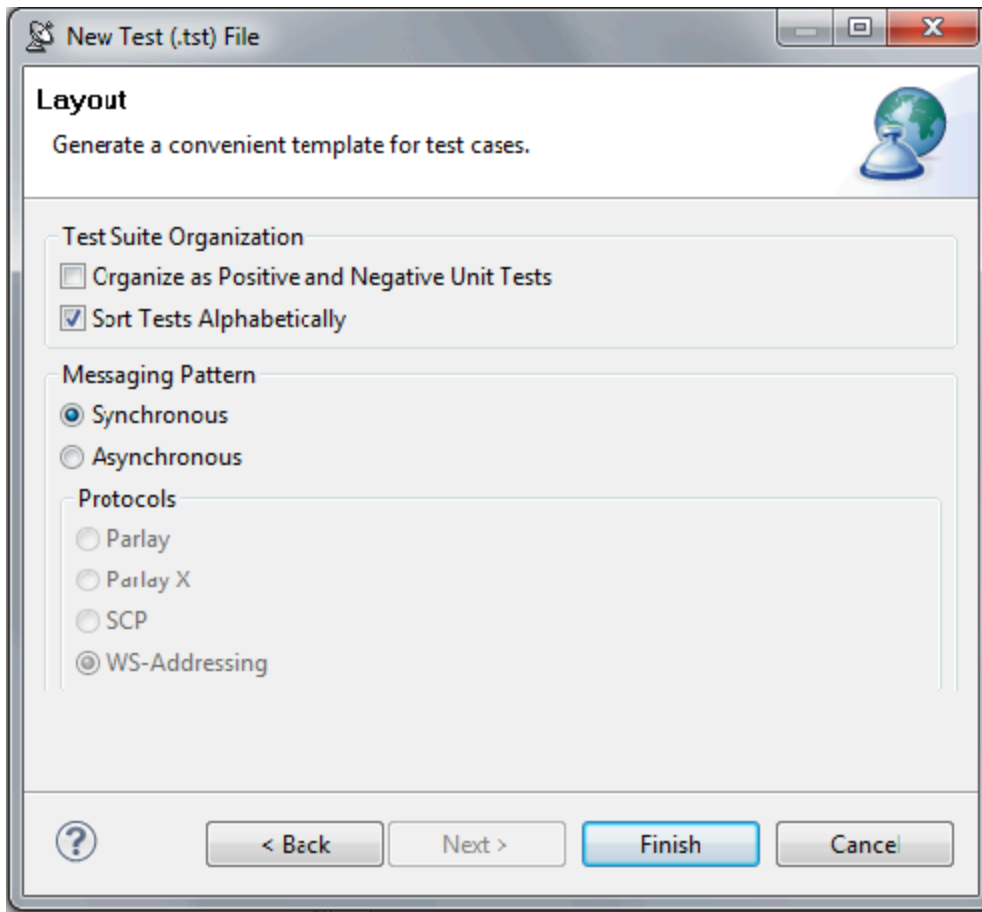 New Test (.tst) File
Layout
Generate a convenient template for test cases.
Test Suite Organization
Organize as Positive and Negative Unit Tests
Sort Tests Alphabetically
Messaging Pattern
Synchronous
Asynchronous
Protocols
Parlay
Parlay X
SCP
WS-Addressing
? < Back Next > Finish Cancel